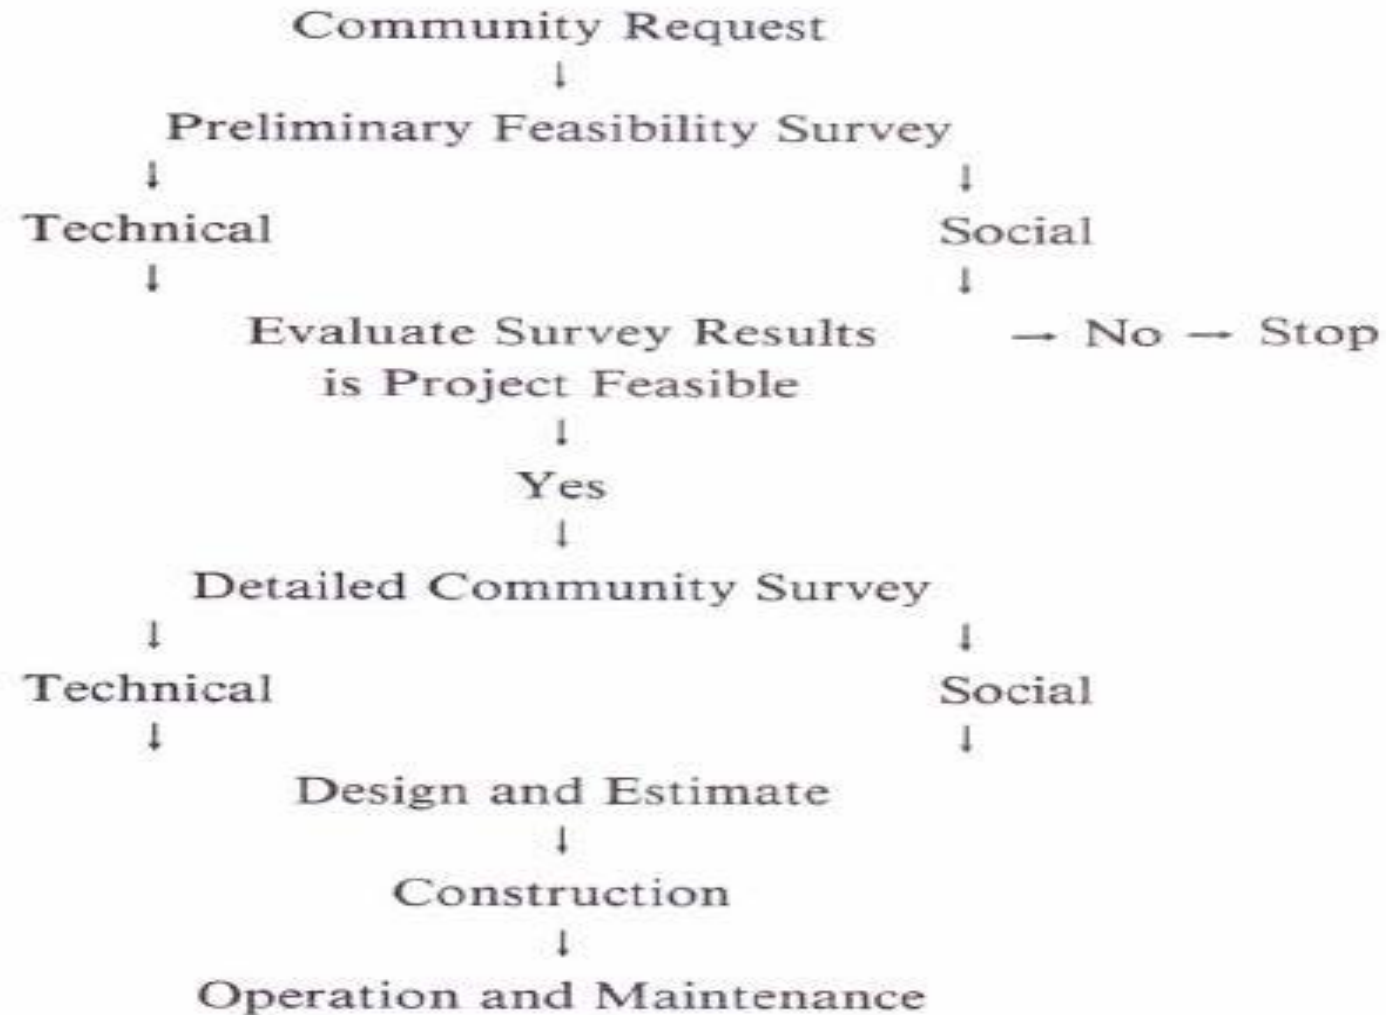 Community Request
↓
Preliminary Feasibility Survey
↓ ↓
Technical Social
↓ ↓
Evaluate Survey Results → No → Stop
is Project Feasible
↓
Yes
↓
Detailed Community Survey
↓ ↓
Technical Social
↓ ↓
Design and Estimate
↓
Construction
↓
Operation and Maintenance